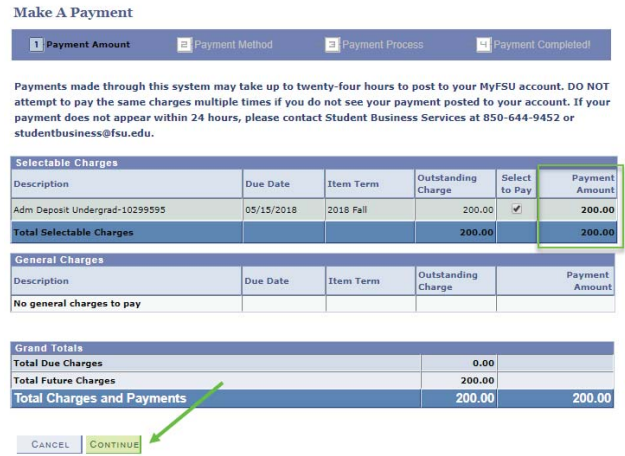 Make A Payment
1 Payment Amount 2 Payment Method 3 Payment Process 4 Payment Completed!
Payments made through this system may take up to twenty-four hours to post to your MyFSU account. DO NOT
attempt to pay the same charges multiple times if you do not see your payment posted to your account. If your
payment does not appear within 24 hours, please contact Student Business Services at 850-644-9452 or
studentbusiness@fsu.edu.
Selectable Charges
Description Due Date Item Term Outstanding Charge Select to Pay Payment Amount
Adm Deposit Undergrad-10299595 05/15/2018 2018 Fall 200.00 200.00
Total Selectable Charges 200.00 200.00
General Charges
Description Due Date Item Term Outstanding Charge Payment Amount
No general charges to pay
Grand Totals
Total Due Charges 0.00
Total Future Charges 200.00
Total Charges and Payments 200.00 200.00
CANCEL CONTINUE